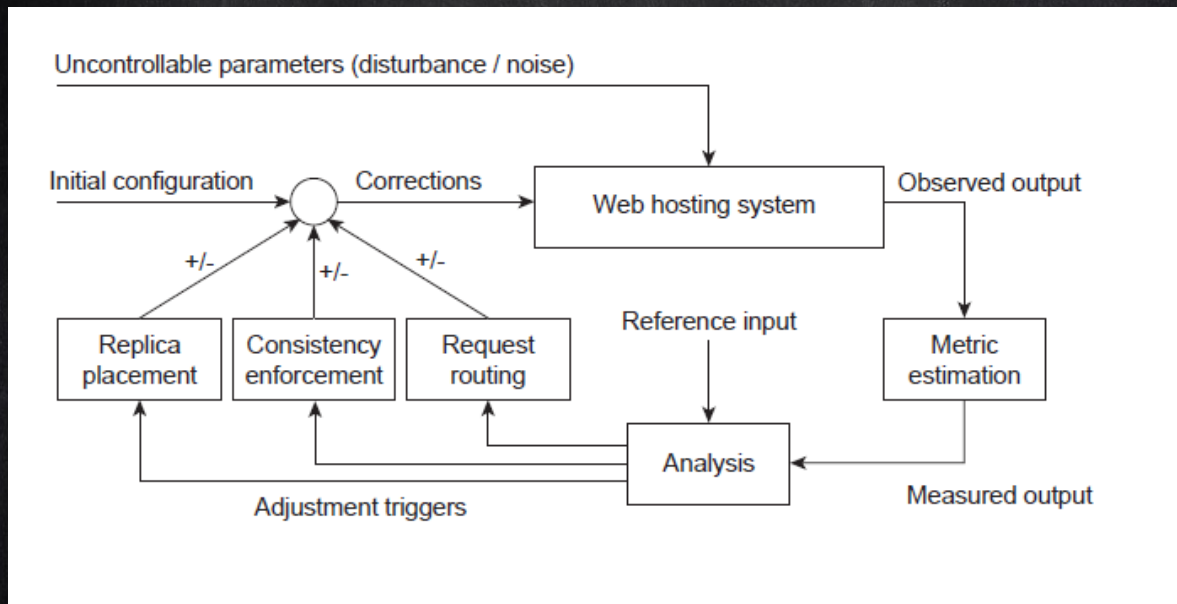 Uncontrollable parameters (disturbance / noise)
Initial configuration
Corrections
Web hosting system
Observed output
+/-
+/-
+/-
Reference input
Replica
placement
Consistency
enforcement
Request
routing
Metric
estimation
Analysis
Adjustment triggers
Measured output